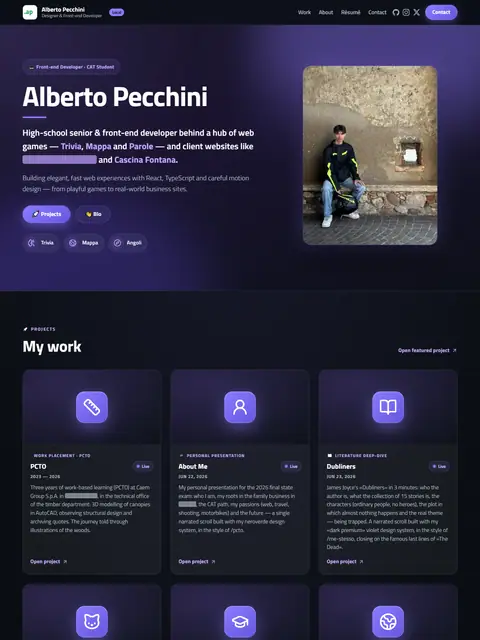 .ap
Alberto Pecchini
Designer & Front-end Developer
Work
About
Résumé
Contact
Contact
Front-end Developer · CAT Student
Alberto Pecchini
High-school senior & front-end developer behind a hub of web
games — Trivia, Mappa and Parole — and client websites like
and Cascina Fontana.
Building elegant, fast web experiences with React, TypeScript and careful motion
design — from playful games to real-world business sites.
Projects
Bio
Trivia
Mappa
Angoli
PROJECTS
My work
Open featured project
WORK PLACEMENT · PCTO
PCTO
Live
2023 — 2026
Three years of work-based learning (PCTO) at Caem
Group S.p.A. in
, in the technical office
of the timber department: 3D modelling of canopies
in AutoCAD, observing structural design and
archiving quotes. The journey told through
illustrations of the woods.
Open project
PERSONAL PRESENTATION
About Me
Live
JUN 22, 2026
My personal presentation for the 2026 final state
exam: who I am, my roots in the family business in
, the CAT path, my passions (web, travel,
shooting, motorbikes) and the future — a single
narrated scroll built with my neroverde design
system, in the style of /pcto.
Open project
LITERATURE DEEP-DIVE
Dubliners
Live
JUN 23, 2026
James Joyce's «Dubliners» in 3 minutes: who the
author is, what the collection of 15 stories is, the
characters (ordinary people, no heroes), the plot in
which almost nothing happens and the real theme
— being trapped. A narrated scroll built with my
«dark premium» violet design system, in the style of
/me-stesso, closing on the famous last lines of «The
Dead».
Open project